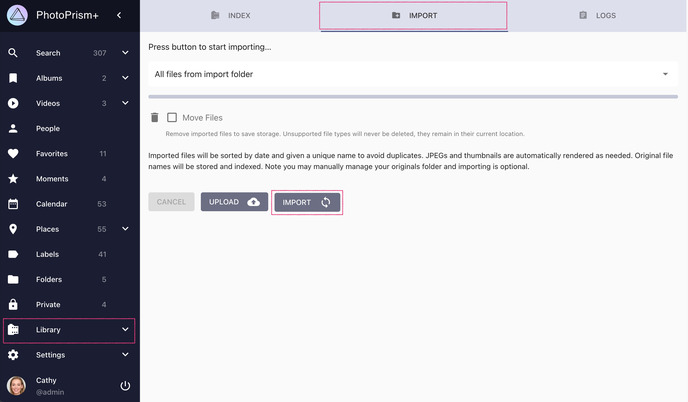 PhotoPrism+
Search 307
Albums 2
Videos 3
People
Favorites 11
Moments 4
Calendar 53
Places 55
Labels 41
Folders 5
Private 4
Library
Settings
Cathy
@admin
INDEX
IMPORT
LOGS
Press button to start importing...
All files from import folder
Move Files
Remove imported files to save storage. Unsupported file types will never be deleted, they remain in their current location.
Imported files will be sorted by date and given a unique name to avoid duplicates. JPEGs and thumbnails are automatically rendered as needed. Original file
names will be stored and indexed. Note you may manually manage your originals folder and importing is optional.
CANCEL
UPLOAD
IMPORT